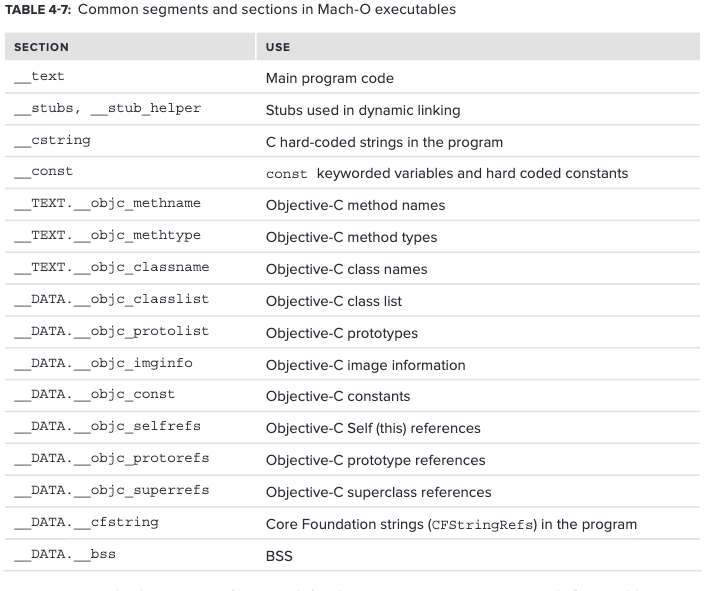 TABLE 4-7: Common segments and sections in Mach-O executables
SECTION USE
__text Main program code
__stubs, __stub_helper Stubs used in dynamic linking
__cstring C hard-coded strings in the program
__const const keyworded variables and hard coded constants
__TEXT.__objc_methname Objective-C method names
__TEXT.__objc_methtype Objective-C method types
__TEXT.__objc_classname Objective-C class names
__DATA.__objc_classlist Objective-C class list
__DATA.__objc_protolist Objective-C prototypes
__DATA.__objc_imginfo Objective-C image information
__DATA.__objc_const Objective-C constants
__DATA.__objc_selfrefs Objective-C Self (this) references
__DATA.__objc_protorefs Objective-C prototype references
__DATA.__objc_superrefs Objective-C superclass references
__DATA.__cfstring Core Foundation strings (CFStringRefs) in the program
__DATA.__bss BSS